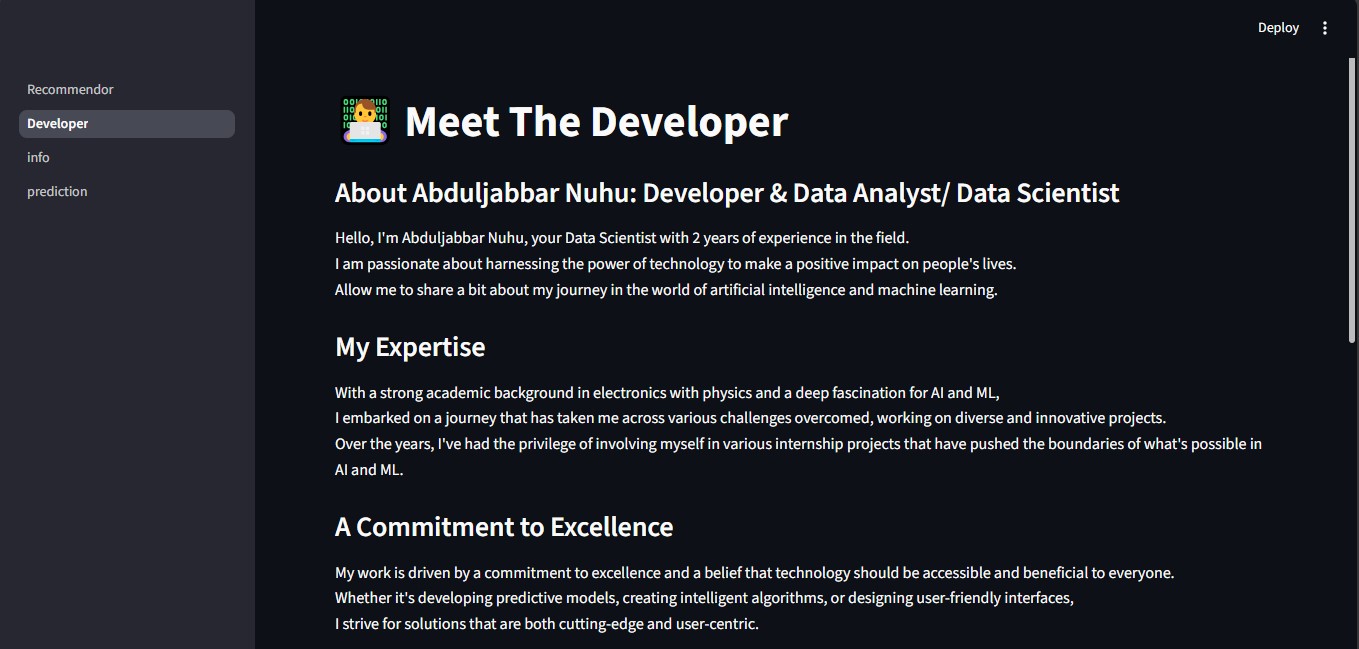 Deploy
Recommendor
Developer
info
prediction
Meet The Developer
About Abduljabbar Nuhu: Developer & Data Analyst/ Data Scientist
Hello, I'm Abduljabbar Nuhu, your Data Scientist with 2 years of experience in the field.
I am passionate about harnessing the power of technology to make a positive impact on people's lives.
Allow me to share a bit about my journey in the world of artificial intelligence and machine learning.
My Expertise
With a strong academic background in electronics with physics and a deep fascination for AI and ML,
I embarked on a journey that has taken me across various challenges overcomed, working on diverse and innovative projects.
Over the years, I've had the privilege of involving myself in various internship projects that have pushed the boundaries of what's possible in
AI and ML.
A Commitment to Excellence
My work is driven by a commitment to excellence and a belief that technology should be accessible and beneficial to everyone.
Whether it's developing predictive models, creating intelligent algorithms, or designing user-friendly interfaces,
I strive for solutions that are both cutting-edge and user-centric.